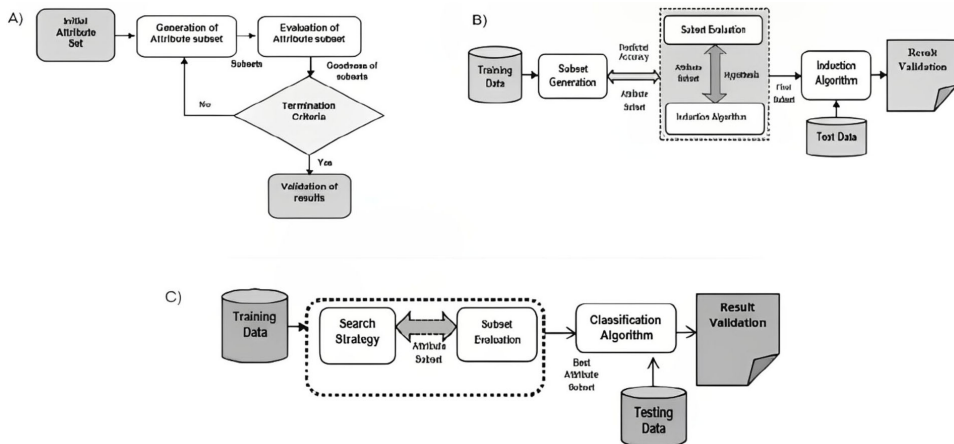 A)
Initial
Attribute
Set
Generation of
Attribute subset
Evaluation of
Attribute subset
Subsets
Goodness of
subsets
No
Termination
Criteria
Yes
Validation of
results
B)
Training
Data
Subset
Generation
Predicted
Accuracy
Attribute
Subset
Subset Evaluation
Attribute
Subset
Hypothesis
Induction Algorithm
Final
Subset
Induction
Algorithm
Test Data
Result
Validation
C)
Training
Data
Search
Strategy
Attribute
Subset
Subset
Evaluation
Best
Attribute
Subset
Classification
Algorithm
Testing
Data
Result
Validation